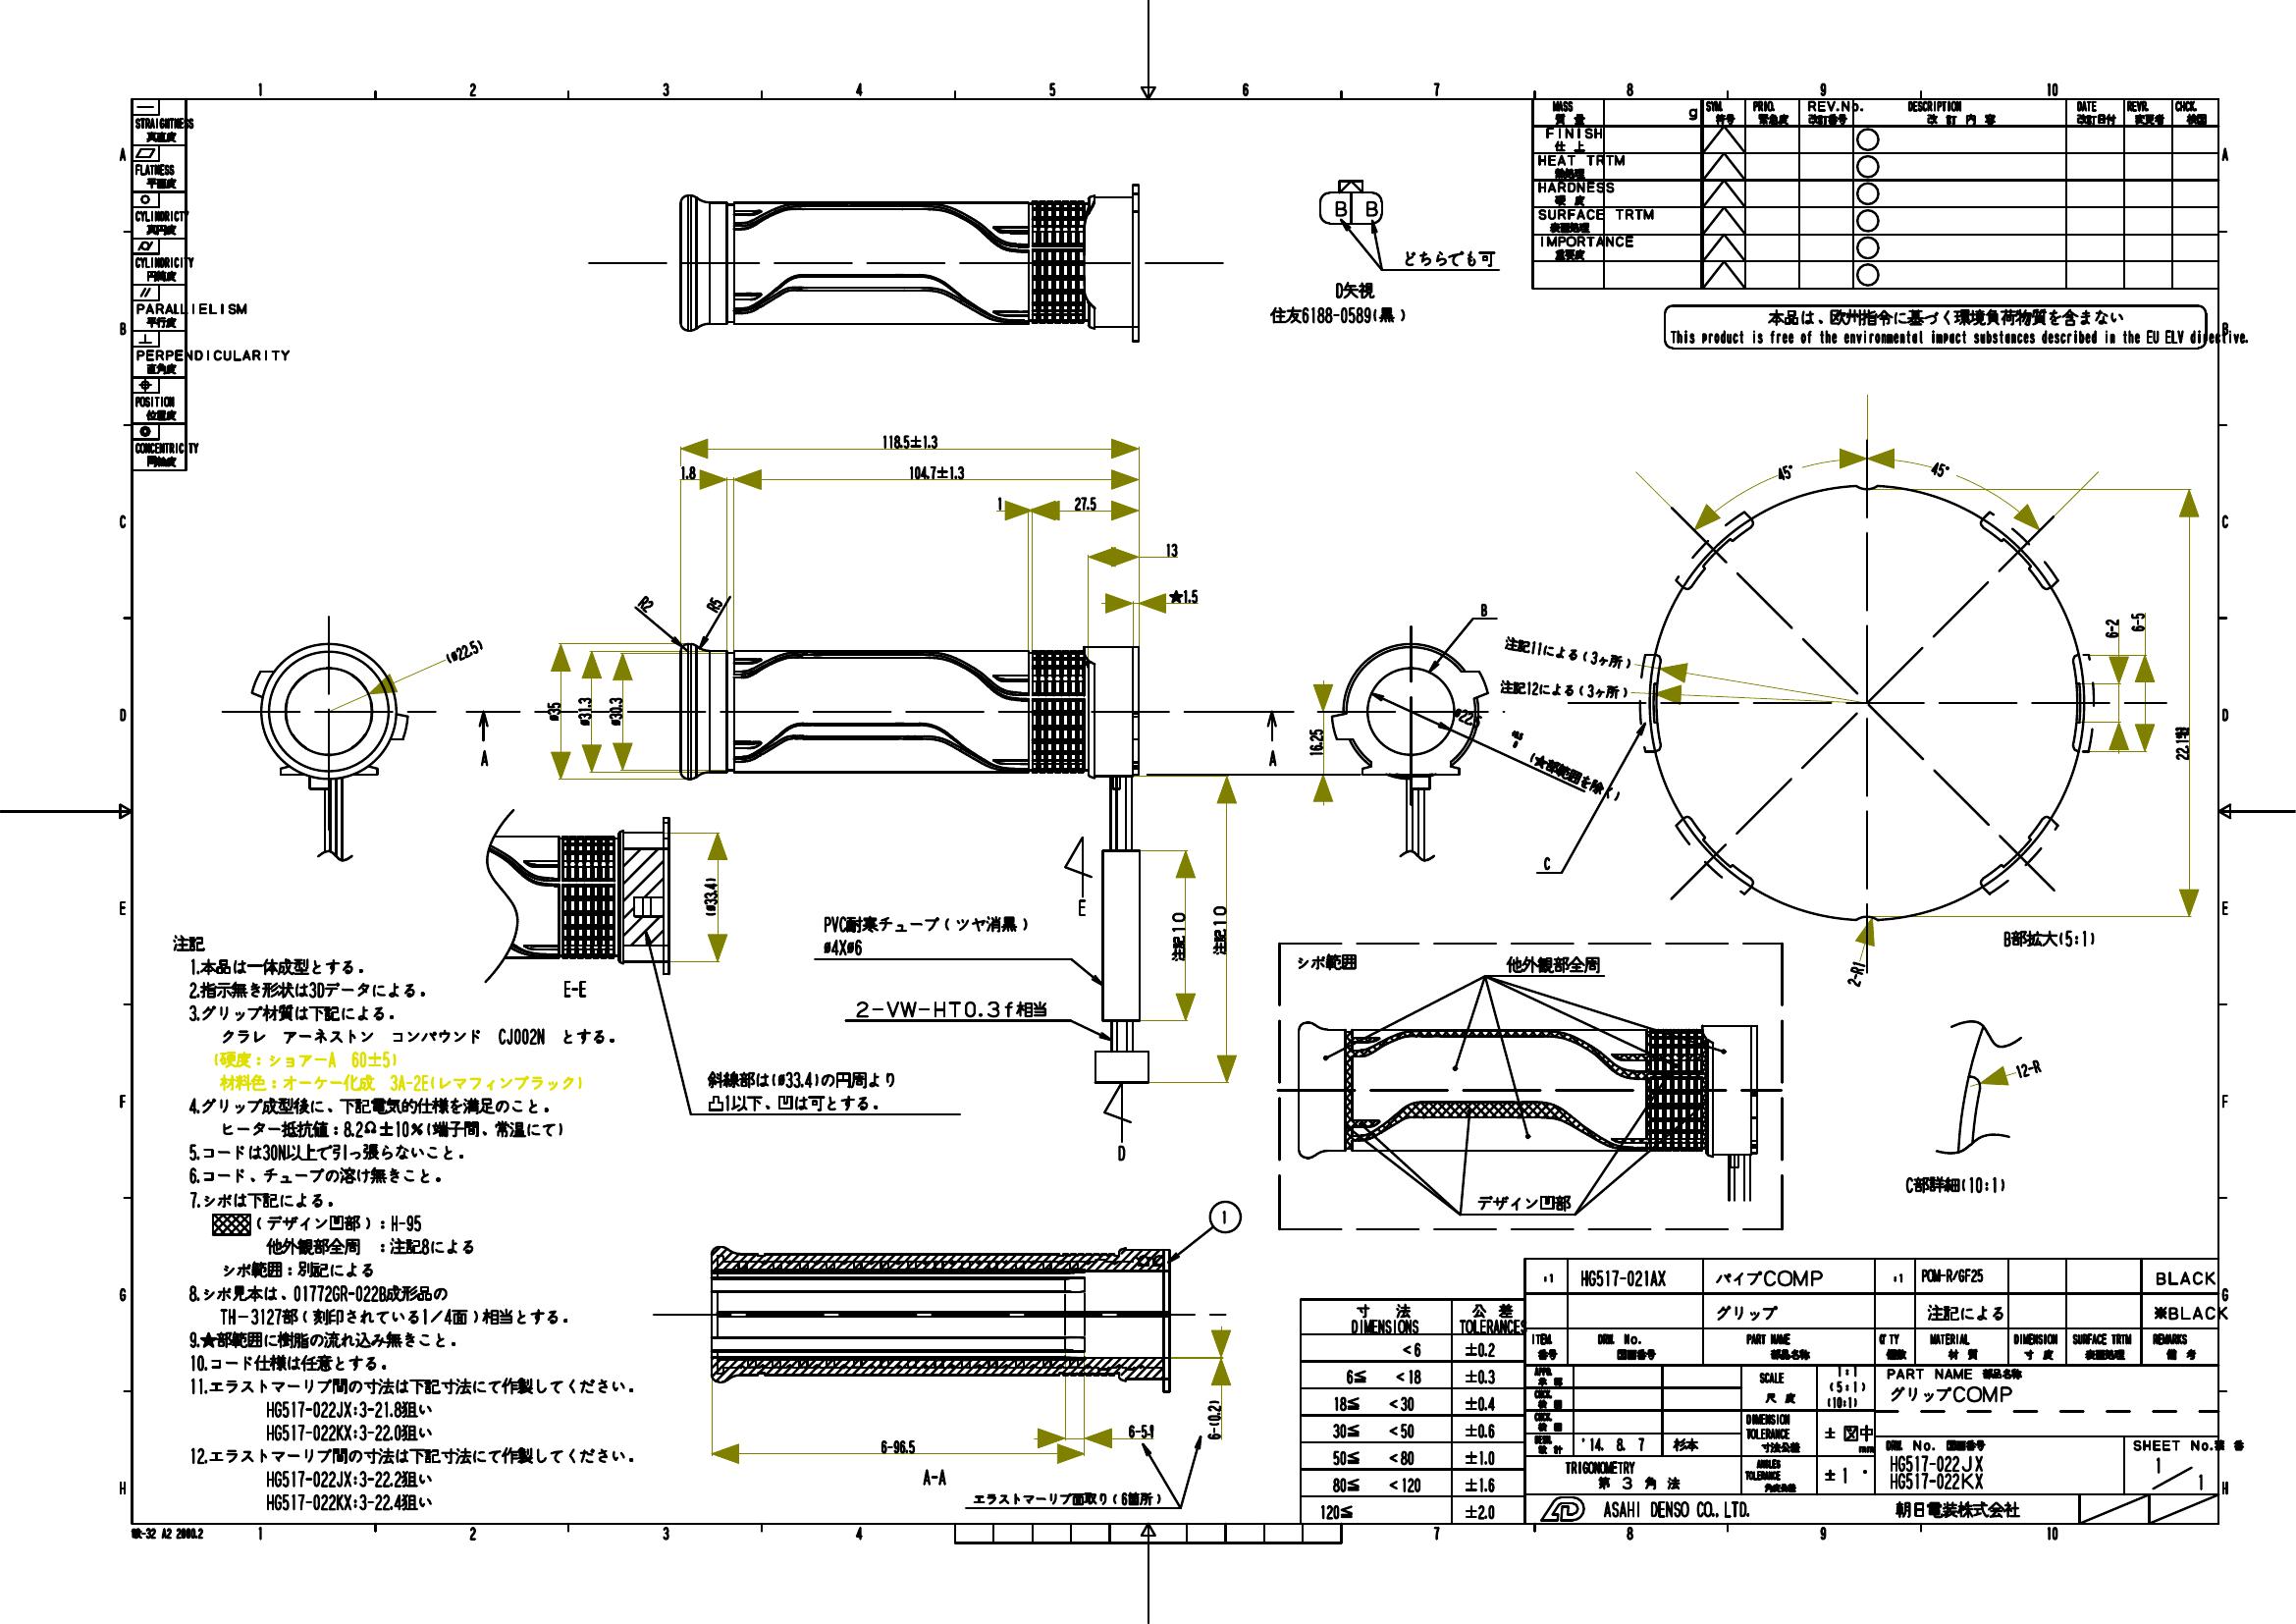 1 2 3 4 5 6 7 8 9 10
A
B
C
D
E
F
G
H
STRAIGHTNESS
真直度
FLATNESS
平面度
CYLINDRICTY
真円度
CYLINDRICITY
円筒度
PARALLIELISM
平行度
PERPENDICULARITY
直角度
POSITION
位置度
CONCENTRICITY
同軸度
MASS
質 量
g
SYM.
符号
PRIO.
緊急度
REV.No.
改訂番号
DESCRIPTION
改 訂 内 容
DATE
改訂日付
REVR.
変更者
CHCK.
検図
FINISH
仕 上
HEAT TRTM
熱処理
HARDNESS
硬 度
SURFACE TRTM
表面処理
IMPORTANCE
重要度
本品は、欧州指令に基づく環境負荷物質を含まない
This product is free of the environmental impact substances described in the EU ELV directive.
B B
どちらでも可
D矢視
住友6188-0589(黒)
118.5±1.3
1.8
104.7±1.3
1
27.5
13
★1.5
R2
R5
(ø22.5)
ø35
ø31.3
ø30.3
A
A
16.25
B
ø22.5
(★部範囲を除く)
45°
45°
注記11による(3ヶ所)
注記12による(3ヶ所)
6-2
6-5
C
2-R1
B部拡大(5:1)
(ø33.4)
E-E
E
注記10
注記10
PVC耐寒チューブ(ツヤ消黒)
ø4Xø6
2-VW-HT0.3f相当
斜線部は(ø33.4)の円周より
凸1以下、凹は可とする.
D
シボ範囲
他外観部全周
デザイン凹部
12-R
C部詳細(10:1)
注記
1.本品は一体成型とする.
2.指示無き形状は3Dデータによる.
3.グリップ材質は下記による.
クラレ アーネストン コンパウンド CJ002N とする.
(硬度:ショアーA 60±5)
材料色:オーケー化成 3A-2E(レマフィンブラック)
4.グリップ成型後に、下記電気的仕様を満足のこと.
ヒーター抵抗値:8.2Ω±10%(端子間、常温にて)
5.コードは30N以上で引っ張らないこと.
6.コード、チューブの溶け無きこと.
7.シボは下記による.
(デザイン凹部):H-95
他外観部全周 :注記8による
シボ範囲:別記による
8.シボ見本は、01772GR-022B成形品の
TH-3127部(刻印されている1/4面)相当とする.
9.★部範囲に樹脂の流れ込み無きこと.
10.コード仕様は任意とする.
11.エラストマーリブ間の寸法は下記寸法にて作製してください.
HG517-022JX:3-21.8狙い
HG517-022KX:3-22.0狙い
12.エラストマーリブ間の寸法は下記寸法にて作製してください.
HG517-022JX:3-22.2狙い
HG517-022KX:3-22.4狙い
1
6-96.5
6-(0.2)
A-A
エラストマーリブ面取り(6箇所)
寸 法 公 差
DIMENSIONS TOLERANCES
<6 ±0.2
6≦ <18 ±0.3
18≦ <30 ±0.4
30≦ <50 ±0.6
50≦ <80 ±1.0
80≦ <120 ±1.6
120≦ ±2.0
:1 HG517-021AX パイプCOMP :1 POM-R/GF25 BLACK
グリップ 注記による ※BLACK
ITEM. DRW. No. PART NAME Q'TY MATERIAL DIMENSION SURFACE TRTM REMARKS
番号 図面番号 部品名称 個数 材 質 寸 度 表面処理 備 考
APPD.
承 認
CHCK.
検 図
CHCK.
検 図
DESN.
設 計
'14. 8. 7 杉本
SCALE
尺 度
1:1
(5:1)
(10:1)
DIMENSION
TOLERANCE
寸法公差
± 図中
mm
ANGLES
TOLERANCE
角度公差
±1°
TRIGONOMETRY
第 3 角 法
PART NAME 部品名称
グリップCOMP
DRW. No. 図面番号
HG517-022JX
HG517-022KX
SHEET No.
1/1
ASAHI DENSO CO., LTD.
朝日電装株式会社